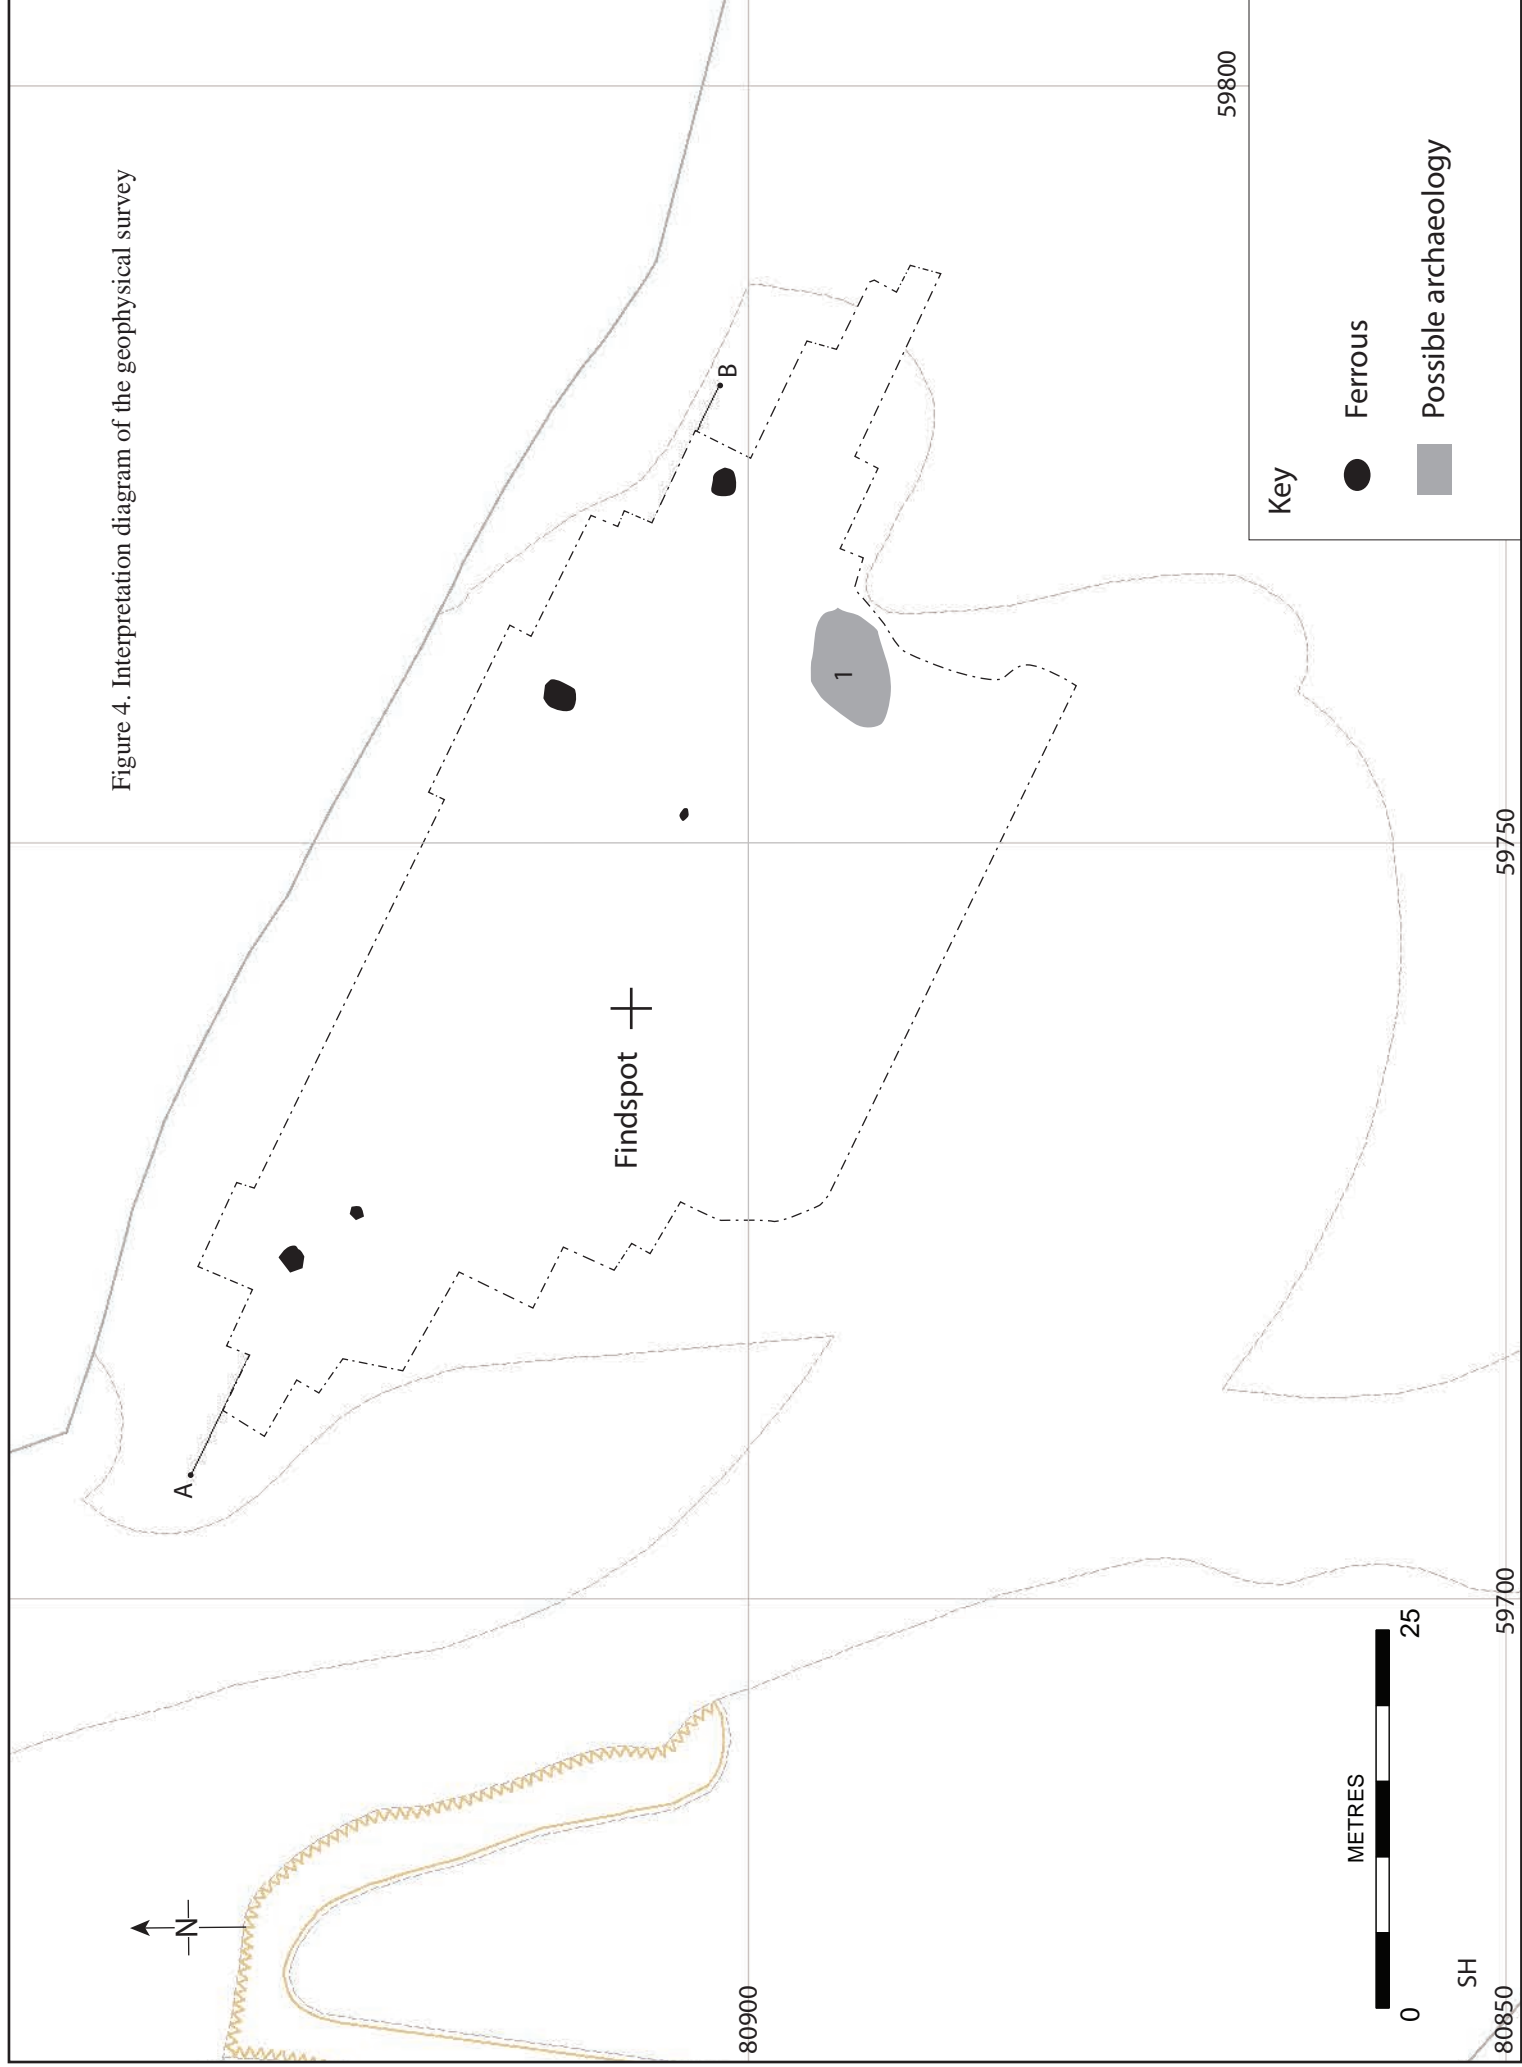 Figure 4. Interpretation diagram of the geophysical survey
A
B
Findspot
1
N
80900
80850
59700
59750
59800
SH
METRES
0
25
Key
Ferrous
Possible archaeology